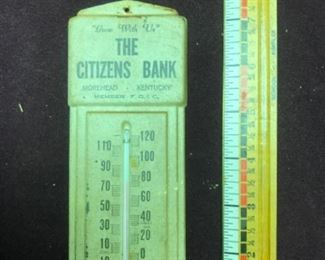 "Grow With Us"
THE
CITIZENS BANK
MOREHEAD - KENTUCKY
MEMBER F.D.I.C.
120
110
100
90
80
70
60
50
40
30
20
10
0